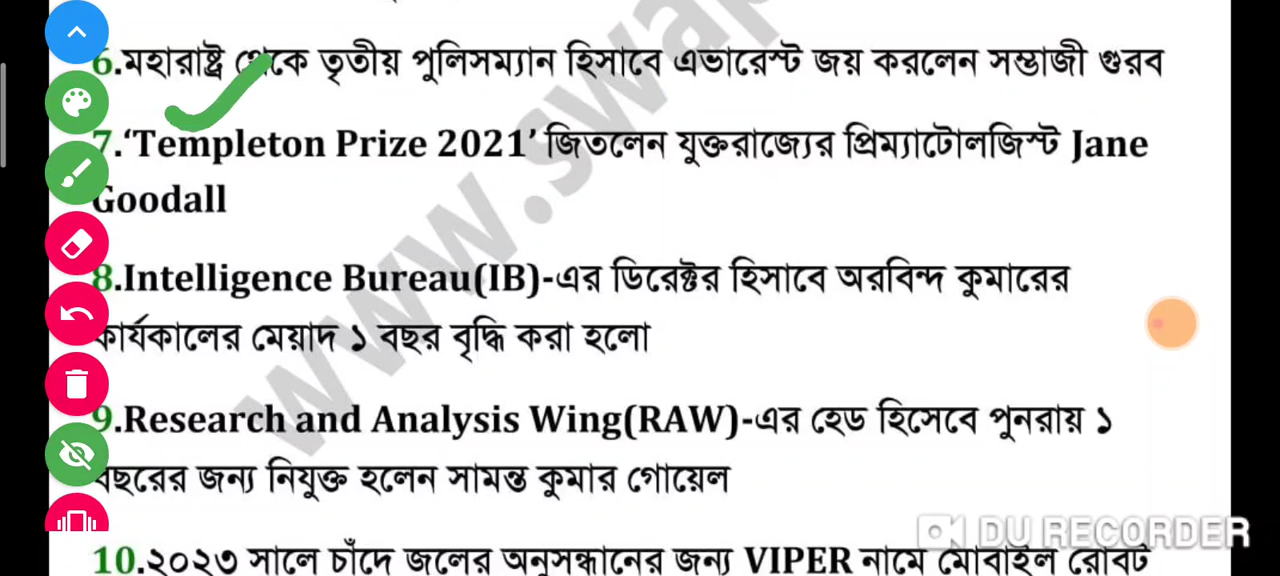 6.মহারাষ্ট্র থেকে তৃতীয় পুলিসম্যান হিসাবে এভারেস্ট জয় করলেন সম্ভাজী গুরব
7.‘Templeton Prize 2021’ জিতলেন যুক্তরাজ্যের প্রিম্যাটোলজিস্ট Jane
Goodall
8.Intelligence Bureau(IB)-এর ডিরেক্টর হিসাবে অরবিন্দ কুমারের
কার্যকালের মেয়াদ ১ বছর বৃদ্ধি করা হলো
9.Research and Analysis Wing(RAW)-এর হেড হিসেবে পুনরায় ১
বছরের জন্য নিযুক্ত হলেন সামন্ত কুমার গোয়েল
10.২০২৩ সালে চাঁদে জলের অনুসন্ধানের জন্য VIPER নামে মোবাইল রোবট
www.swap
DU RECORDER